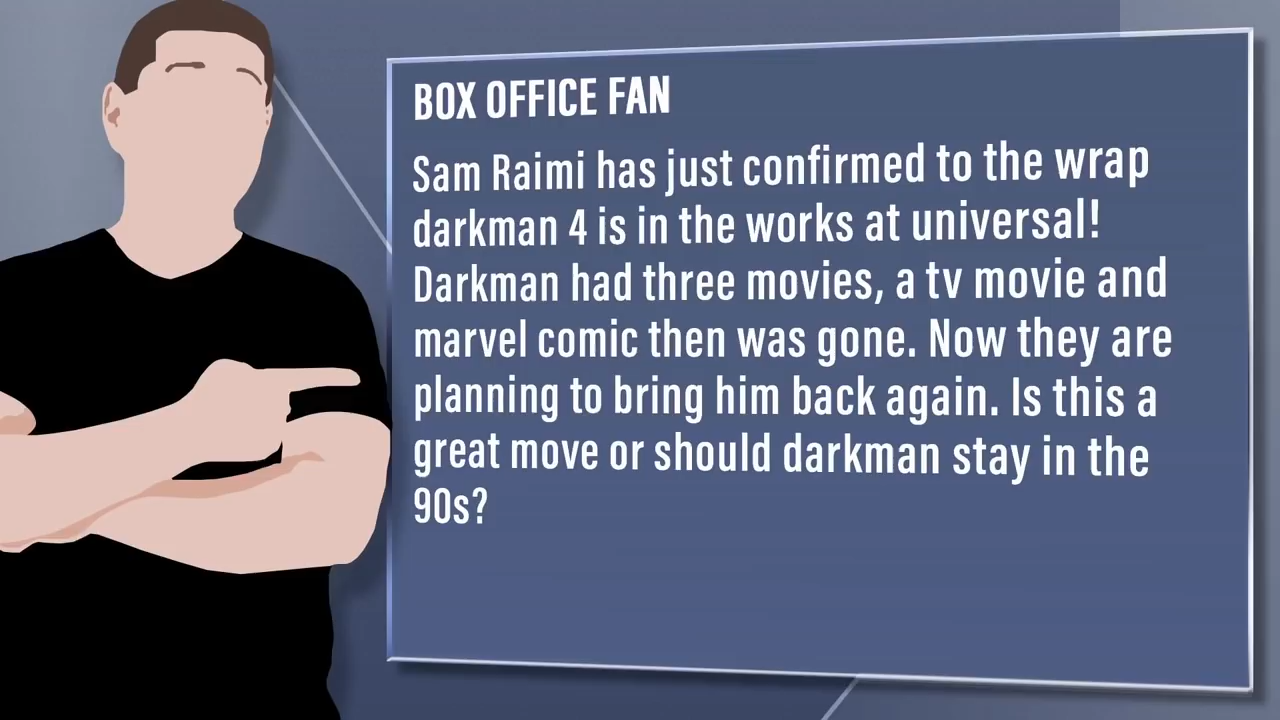 BOX OFFICE FAN
Sam Raimi has just confirmed to the wrap
darkman 4 is in the works at universal!
Darkman had three movies, a tv movie and
marvel comic then was gone. Now they are
planning to bring him back again. Is this a
great move or should darkman stay in the
90s?